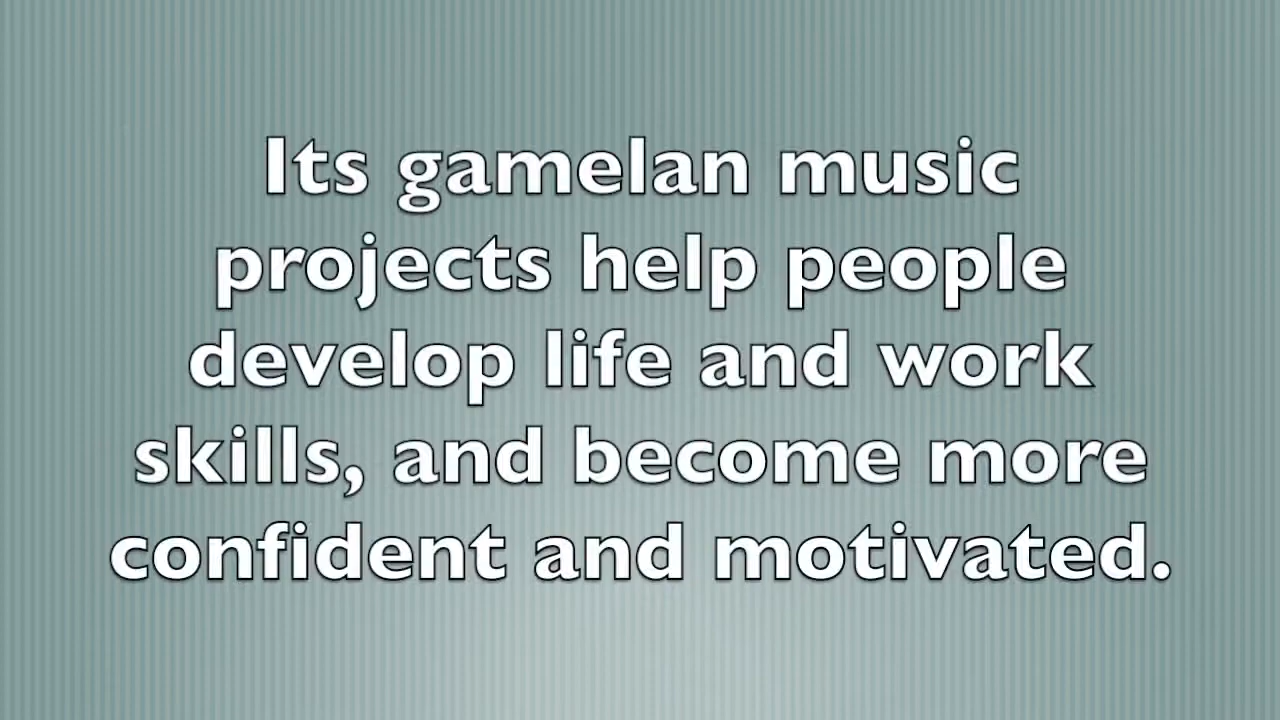 Its gamelan music
projects help people
develop life and work
skills, and become more
confident and motivated.